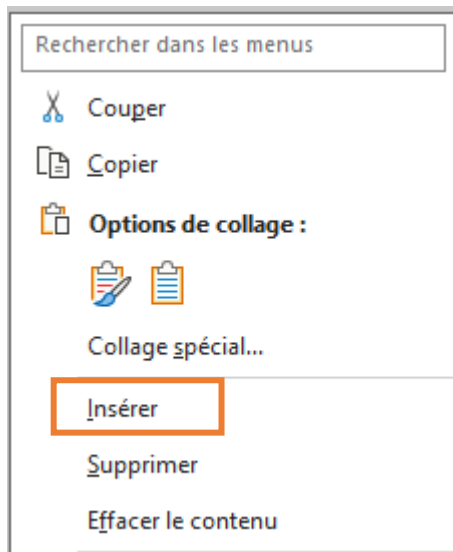 Rechercher dans les menus
Couper
Copier
Options de collage :
Collage spécial...
Insérer
Supprimer
Effacer le contenu